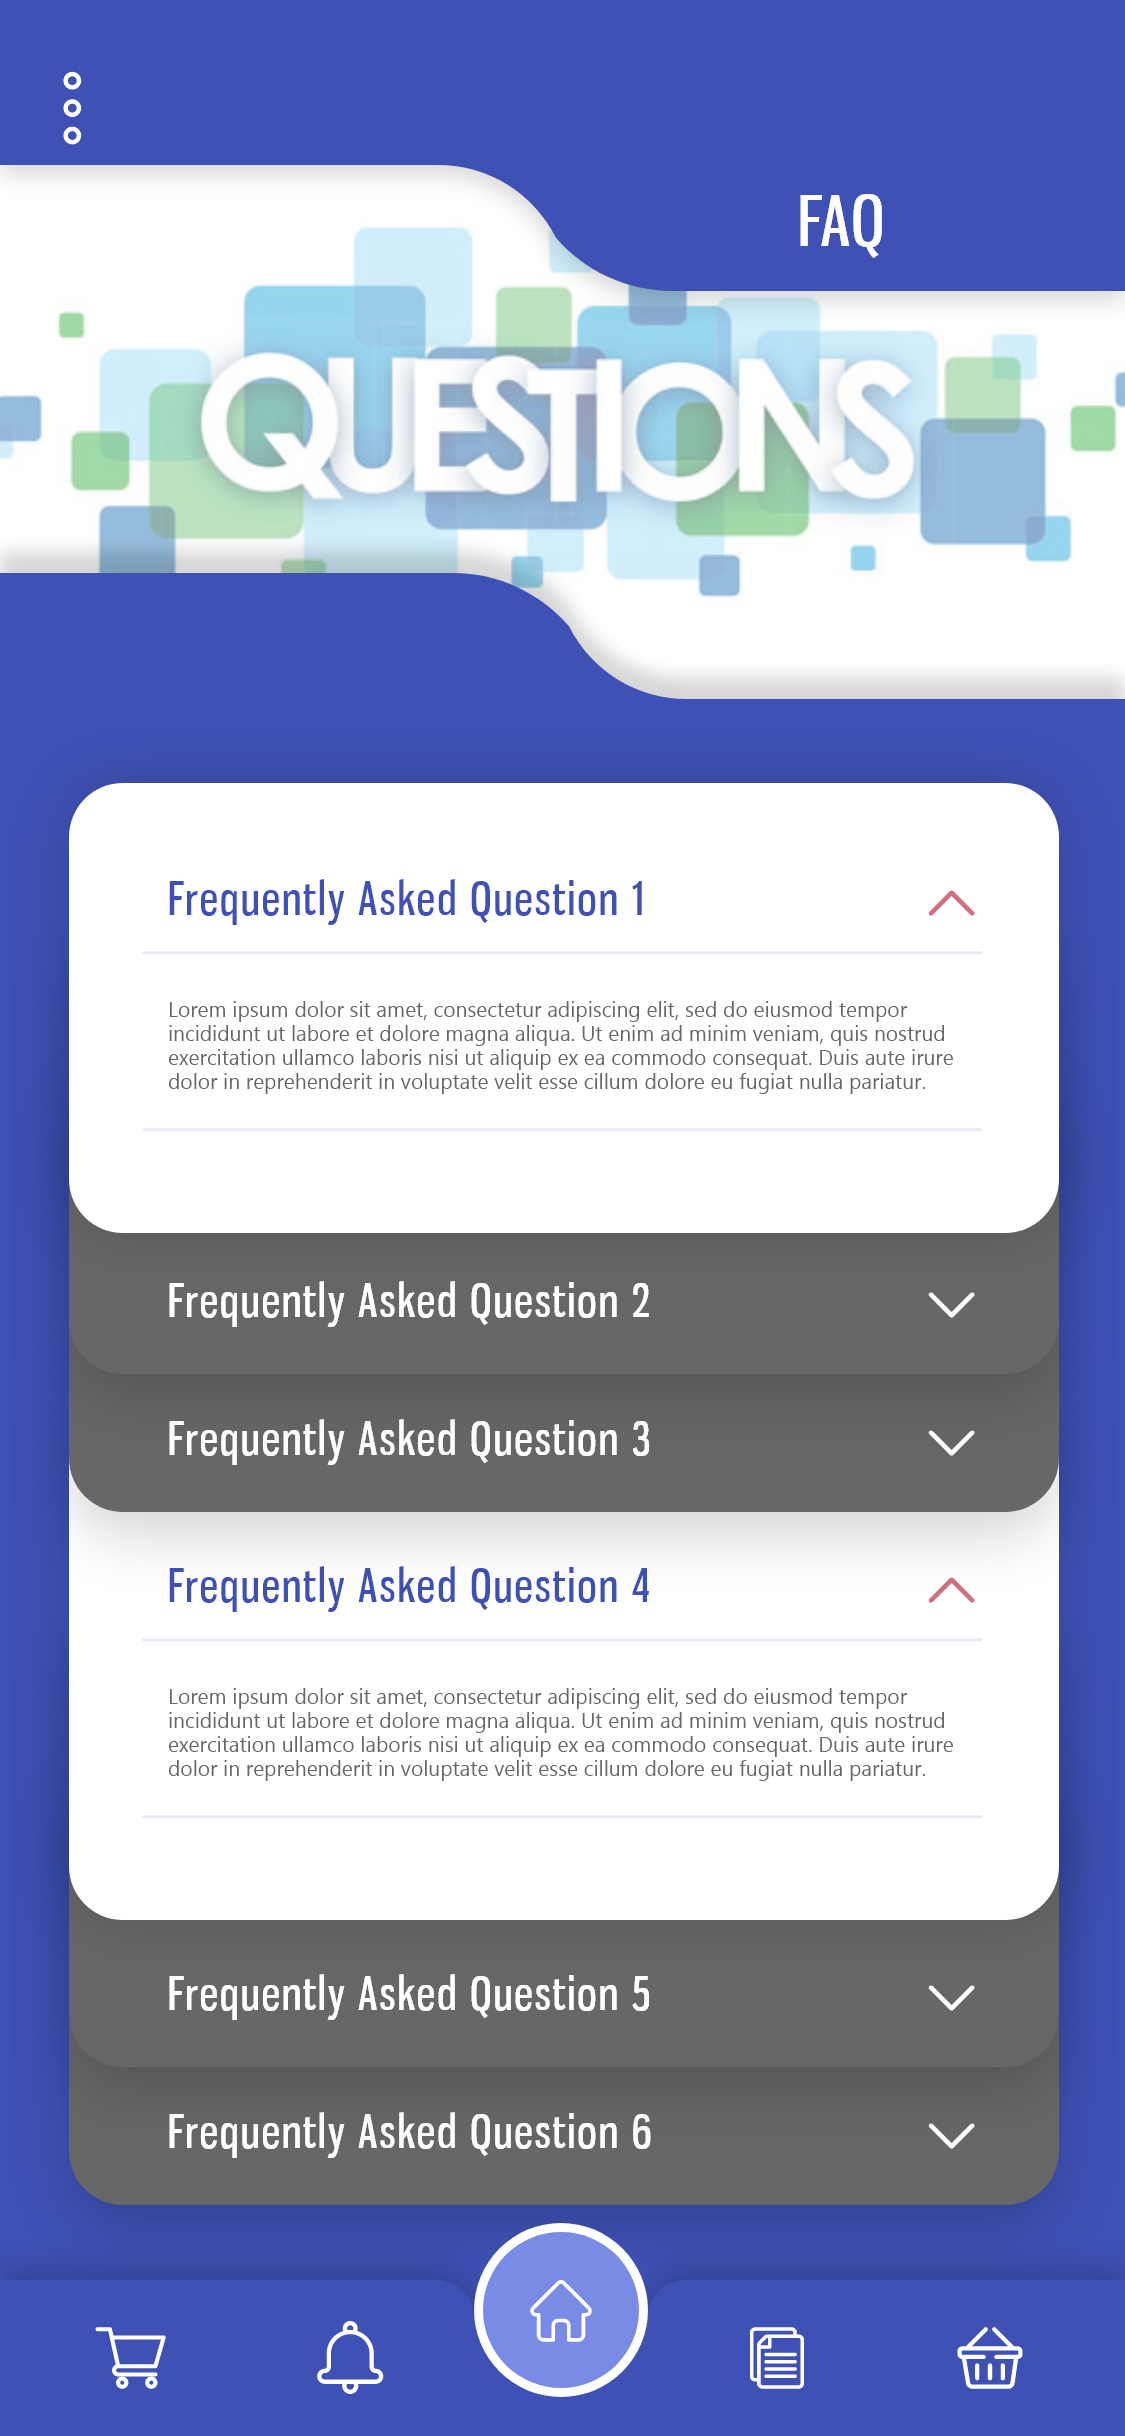 FAQ
QUESTIONS
Frequently Asked Question 1
Lorem ipsum dolor sit amet, consectetur adipiscing elit, sed do eiusmod tempor
incididunt ut labore et dolore magna aliqua. Ut enim ad minim veniam, quis nostrud
exercitation ullamco laboris nisi ut aliquip ex ea commodo consequat. Duis aute irure
dolor in reprehenderit in voluptate velit esse cillum dolore eu fugiat nulla pariatur.
Frequently Asked Question 2
Frequently Asked Question 3
Frequently Asked Question 4
Lorem ipsum dolor sit amet, consectetur adipiscing elit, sed do eiusmod tempor
incididunt ut labore et dolore magna aliqua. Ut enim ad minim veniam, quis nostrud
exercitation ullamco laboris nisi ut aliquip ex ea commodo consequat. Duis aute irure
dolor in reprehenderit in voluptate velit esse cillum dolore eu fugiat nulla pariatur.
Frequently Asked Question 5
Frequently Asked Question 6